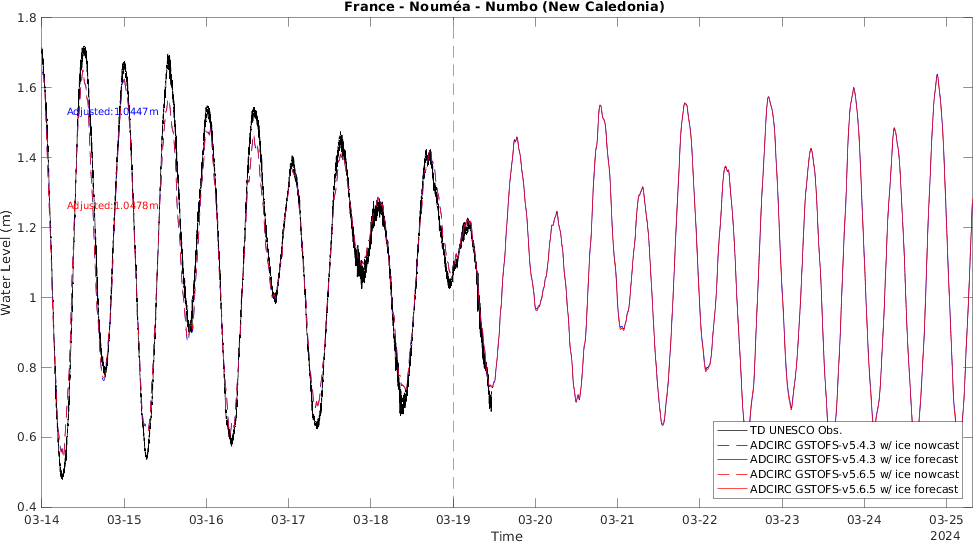 France - Nouméa - Numbo (New Caledonia)
1.8
1.6
1.4
1.2
1
0.8
0.6
0.4
Water Level (m)
Adjusted:1.0447m
Adjusted:1.0478m
TD UNESCO Obs.
ADCIRC GSTOFS-v5.4.3 w/ ice nowcast
ADCIRC GSTOFS-v5.4.3 w/ ice forecast
ADCIRC GSTOFS-v5.6.5 w/ ice nowcast
ADCIRC GSTOFS-v5.6.5 w/ ice forecast
03-14 03-15 03-16 03-17 03-18 03-19 03-20 03-21 03-22 03-23 03-24 03-25
2024
Time